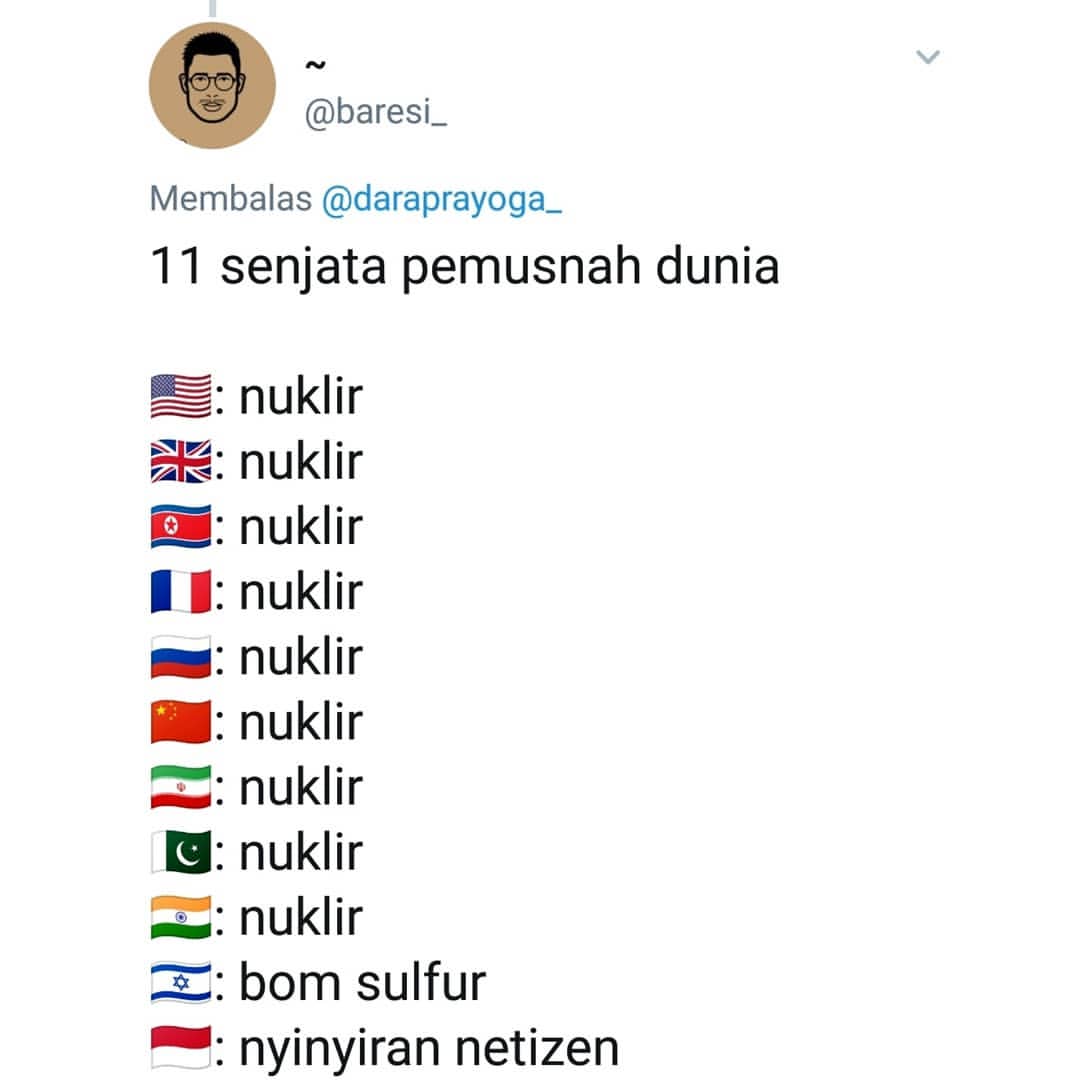 ~
@baresi_
Membalas @daraprayoga_
11 senjata pemusnah dunia
🇺🇸: nuklir
🇬🇧: nuklir
🇰🇵: nuklir
🇫🇷: nuklir
🇷🇺: nuklir
🇨🇳: nuklir
🇮🇷: nuklir
🇵🇰: nuklir
🇮🇳: nuklir
🇮🇱: bom sulfur
🇮🇩: nyinyiran netizen